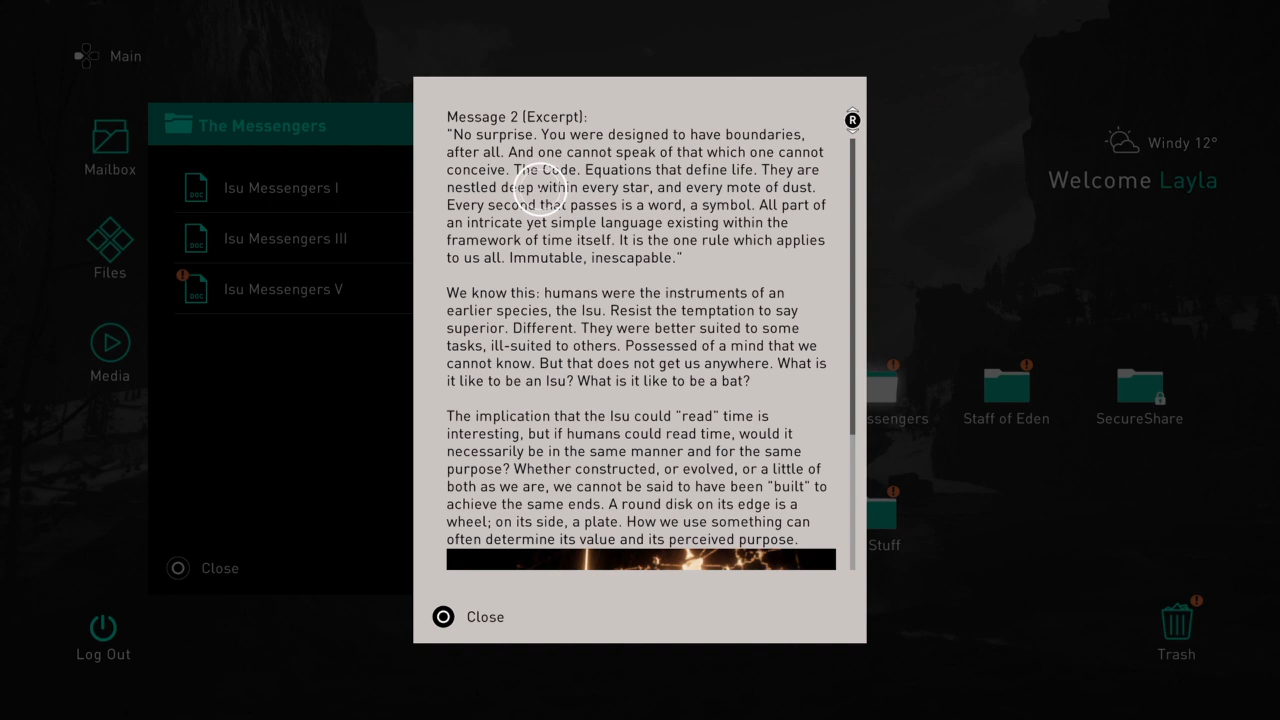 Main
The Messengers
Mailbox
Isu Messengers I
Files
Isu Messengers III
Isu Messengers V
Media
Close
Log Out
Message 2 (Excerpt):
"No surprise. You were designed to have boundaries,
after all. And one cannot speak of that which one cannot
conceive. The Code. Equations that define life. They are
nestled deep within every star, and every mote of dust.
Every second that passes is a word, a symbol. All part of
an intricate yet simple language existing within the
framework of time itself. It is the one rule which applies
to us all. Immutable, inescapable."
We know this: humans were the instruments of an
earlier species, the Isu. Resist the temptation to say
superior. Different. They were better suited to some
tasks, ill-suited to others. Possessed of a mind that we
cannot know. But that does not get us anywhere. What is
it like to be an Isu? What is it like to be a bat?
The implication that the Isu could "read" time is
interesting, but if humans could read time, would it
necessarily be in the same manner and for the same
purpose? Whether constructed, or evolved, or a little of
both as we are, we cannot be said to have been "built" to
achieve the same ends. A round disk on its edge is a
wheel; on its side, a plate. How we use something can
often determine its value and its perceived purpose.
R
Close
Windy 12°
Welcome Layla
ssengers
Staff of Eden
SecureShare
Stuff
Trash
DOC
DOC
DOC